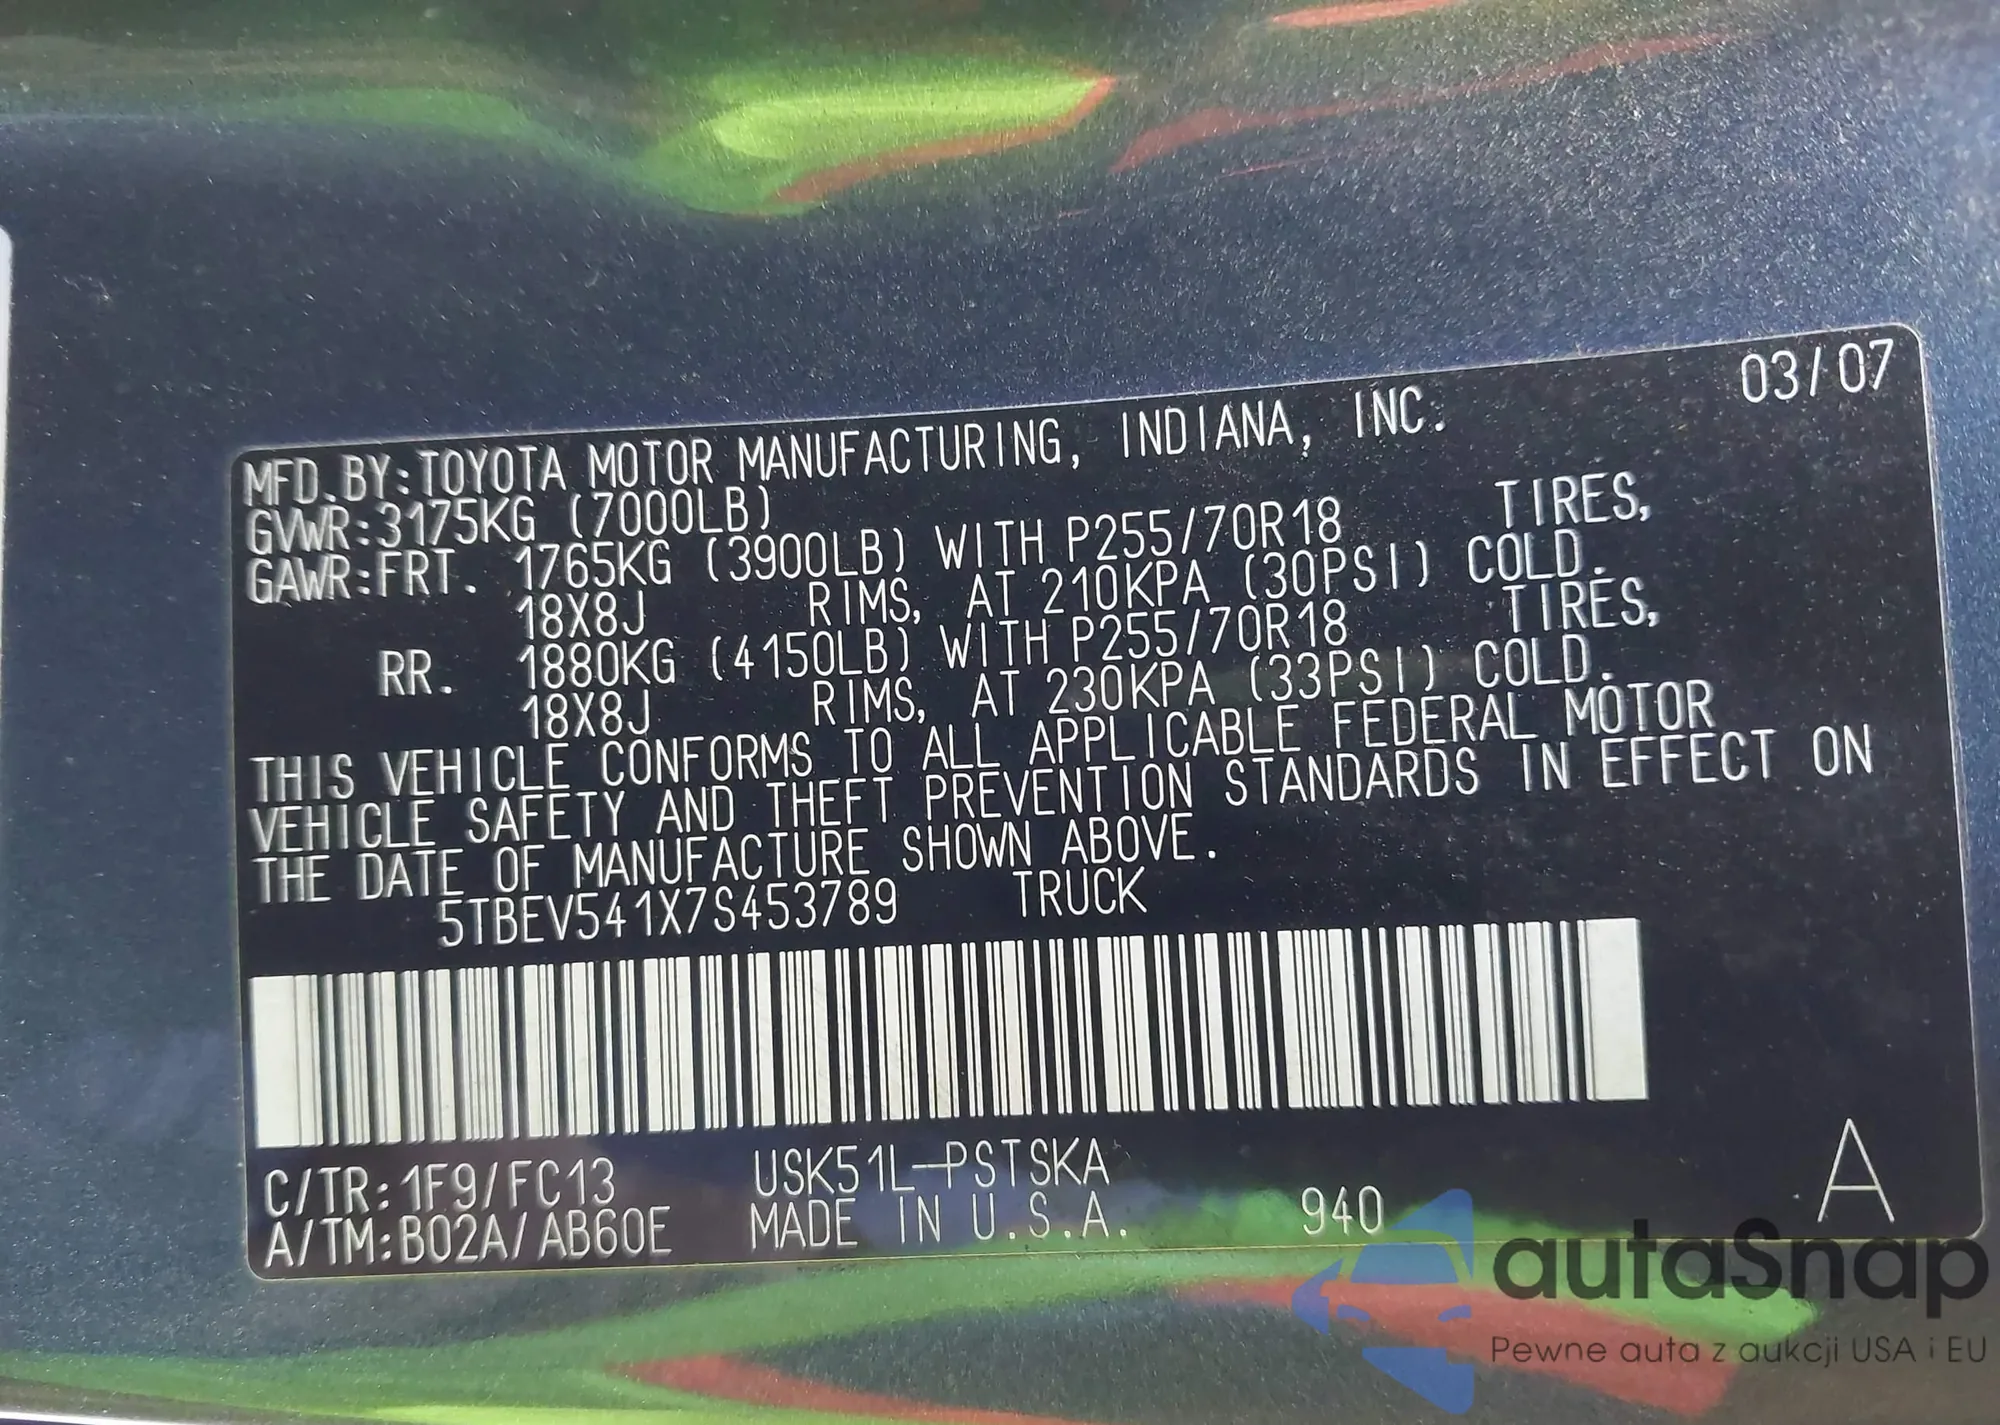 03/07
MFD.BY:TOYOTA MOTOR MANUFACTURING, INDIANA, INC.
GVWR:3175KG (7000LB)
GAWR:FRT. 1765KG (3900LB) WITH P255/70R18 TIRES,
18X8J RIMS, AT 210KPA (30PSI) COLD.
RR. 1880KG (4150LB) WITH P255/70R18 TIRES,
18X8J RIMS, AT 230KPA (33PSI) COLD.
THIS VEHICLE CONFORMS TO ALL APPLICABLE FEDERAL MOTOR
VEHICLE SAFETY AND THEFT PREVENTION STANDARDS IN EFFECT ON
THE DATE OF MANUFACTURE SHOWN ABOVE.
5TBEV541X7S453789 TRUCK
C/TR:1F9/FC13 USK51L-PSTSKA
A/TM:B02A/AB60E MADE IN U.S.A. 940 A
autaSnap
Pewne auta z aukcji USA i EU